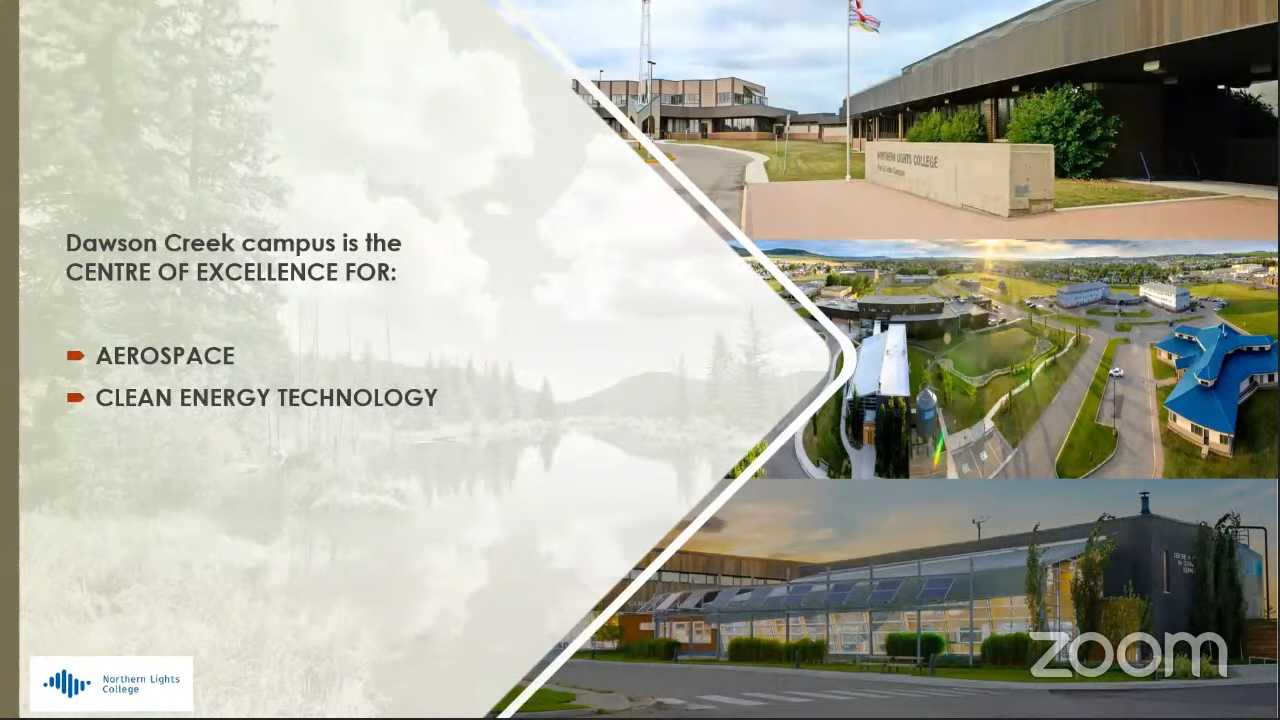 Dawson Creek campus is the
CENTRE OF EXCELLENCE FOR:
AEROSPACE
CLEAN ENERGY TECHNOLOGY
NORTHERN LIGHTS COLLEGE
Northern Lights
College
zoom